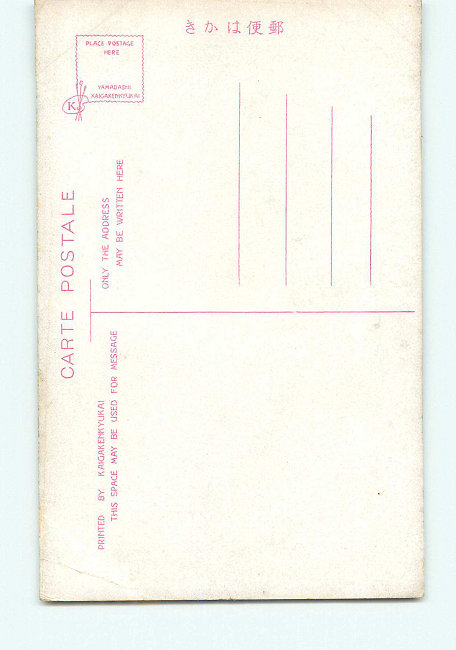 きかは便郵
PLACE POSTAGE
HERE
YAMADASHI
KAIGAKENKYUKAI
K
CARTE POSTALE
ONLY THE ADDRESS
MAY BE WRITTEN HERE
PRINTED BY KAIGAKENKYUKAI
THIS SPACE MAY BE USED FOR MESSAGE